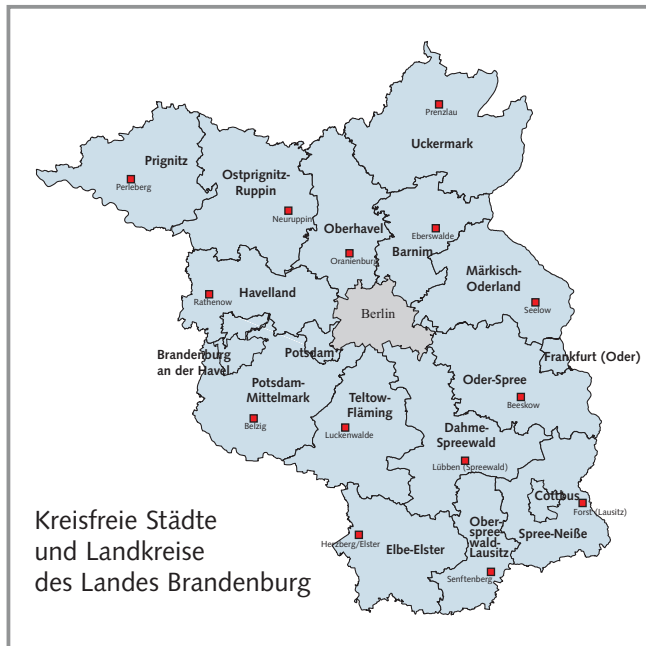 Prenzlau
Uckermark
Prignitz
Perleberg
Ostprignitz-
Ruppin
Neuruppin
Oberhavel
Oranienburg
Eberswalde
Barnim
Märkisch-
Oderland
Seelow
Havelland
Rathenow
Berlin
Brandenburg
an der Havel
Potsdam
Frankfurt (Oder)
Potsdam-
Mittelmark
Belzig
Teltow-
Fläming
Luckenwalde
Oder-Spree
Beeskow
Dahme-
Spreewald
Lübben (Spreewald)
Cottbus
Forst (Lausitz)
Spree-Neiße
Ober-
spree-
wald-
Lausitz
Senftenberg
Herzberg/Elster
Elbe-Elster
Kreisfreie Städte
und Landkreise
des Landes Brandenburg